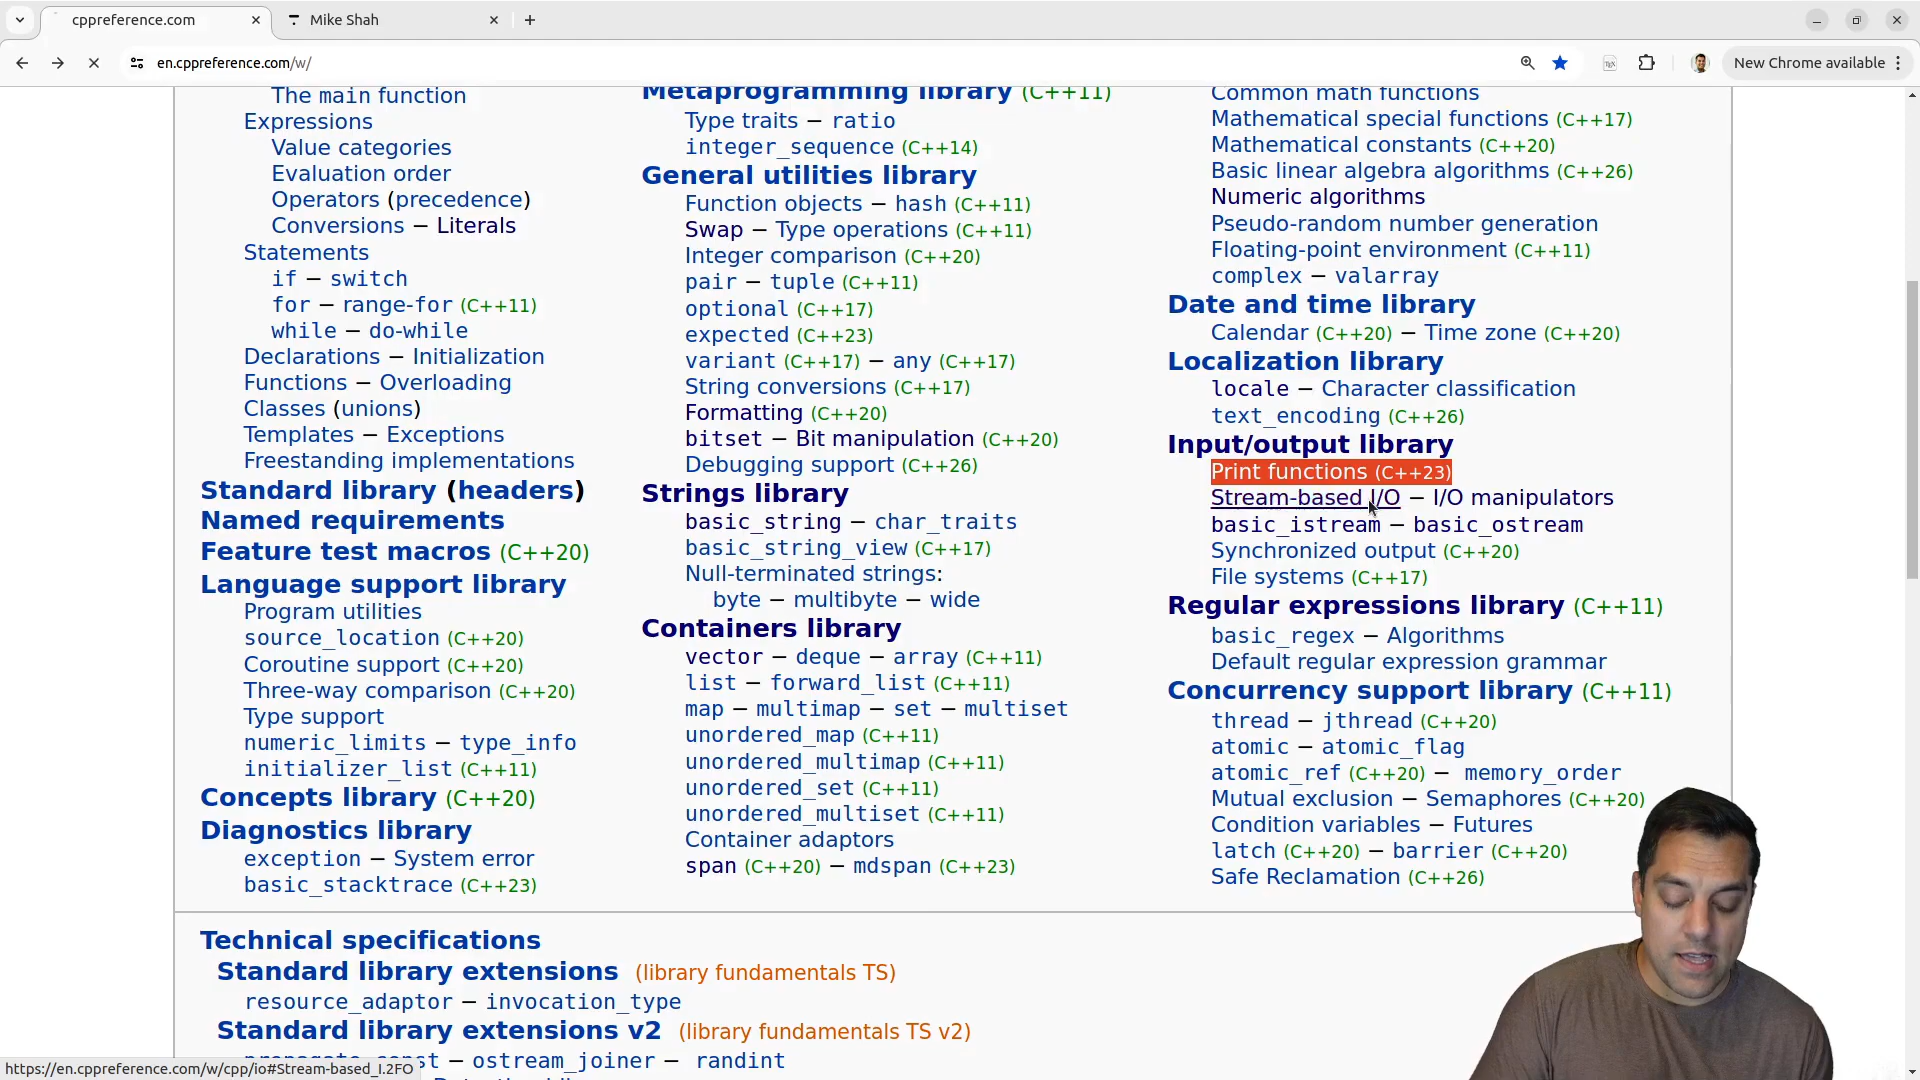 cppreference.com
Mike Shah
en.cppreference.com/w/
New Chrome available
The main function
Expressions
Value categories
Evaluation order
Operators (precedence)
Conversions – Literals
Statements
if – switch
for – range-for (C++11)
while – do-while
Declarations – Initialization
Functions – Overloading
Classes (unions)
Templates – Exceptions
Freestanding implementations
Standard library (headers)
Named requirements
Feature test macros (C++20)
Language support library
Program utilities
source_location (C++20)
Coroutine support (C++20)
Three-way comparison (C++20)
Type support
numeric_limits – type_info
initializer_list (C++11)
Concepts library (C++20)
Diagnostics library
exception – System error
basic_stacktrace (C++23)
Metaprogramming library (C++11)
Type traits – ratio
integer_sequence (C++14)
General utilities library
Function objects – hash (C++11)
Swap – Type operations (C++11)
Integer comparison (C++20)
pair – tuple (C++11)
optional (C++17)
expected (C++23)
variant (C++17) – any (C++17)
String conversions (C++17)
Formatting (C++20)
bitset – Bit manipulation (C++20)
Debugging support (C++26)
Strings library
basic_string – char_traits
basic_string_view (C++17)
Null-terminated strings:
byte – multibyte – wide
Containers library
vector – deque – array (C++11)
list – forward_list (C++11)
map – multimap – set – multiset
unordered_map (C++11)
unordered_multimap (C++11)
unordered_set (C++11)
unordered_multiset (C++11)
Container adaptors
span (C++20) – mdspan (C++23)
Common math functions
Mathematical special functions (C++17)
Mathematical constants (C++20)
Basic linear algebra algorithms (C++26)
Numeric algorithms
Pseudo-random number generation
Floating-point environment (C++11)
complex – valarray
Date and time library
Calendar (C++20) – Time zone (C++20)
Localization library
locale – Character classification
text_encoding (C++26)
Input/output library
Print functions (C++23)
Stream-based I/O – I/O manipulators
basic_istream – basic_ostream
Synchronized output (C++20)
File systems (C++17)
Regular expressions library (C++11)
basic_regex – Algorithms
Default regular expression grammar
Concurrency support library (C++11)
thread – jthread (C++20)
atomic – atomic_flag
atomic_ref (C++20) – memory_order
Mutual exclusion – Semaphores (C++20)
Condition variables – Futures
latch (C++20) – barrier (C++20)
Safe Reclamation (C++26)
Technical specifications
Standard library extensions (library fundamentals TS)
resource_adaptor – invocation_type
Standard library extensions v2 (library fundamentals TS v2)
propagate_const – ostream_joiner – randint
https://en.cppreference.com/w/cpp/io#Stream-based_I.2FO